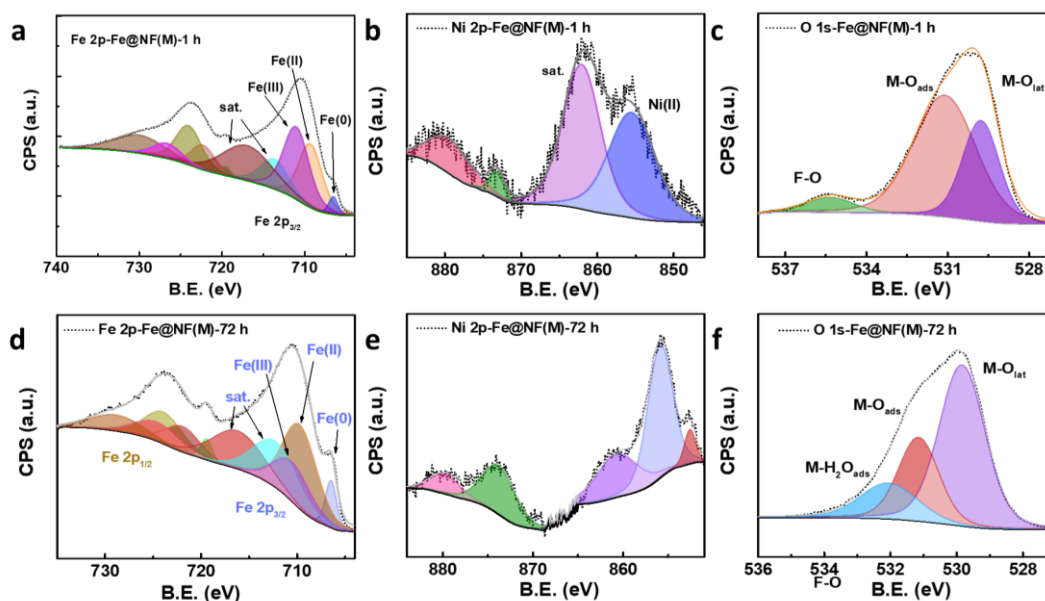 a
Fe 2p-Fe@NF(M)-1 h
Fe(II)
Fe(III)
sat.
Fe(0)
Fe 2p3/2
CPS (a.u.)
740 730 720 710
B.E. (eV)
b
Ni 2p-Fe@NF(M)-1 h
sat.
Ni(II)
CPS (a.u.)
880 870 860 850
B.E. (eV)
c
O 1s-Fe@NF(M)-1 h
M-Oads
M-Olat
F-O
CPS (a.u.)
537 534 531 528
B.E. (eV)
d
Fe 2p-Fe@NF(M)-72 h
Fe(II)
Fe(III)
sat.
Fe(0)
Fe 2p1/2
Fe 2p3/2
CPS (a.u.)
730 720 710
B.E. (eV)
e
Ni 2p-Fe@NF(M)-72 h
CPS (a.u.)
880 870 860
B.E. (eV)
f
O 1s-Fe@NF(M)-72 h
M-Olat
M-Oads
M-H2Oads
CPS (a.u.)
536 534 532 530 528
F-O
B.E. (eV)